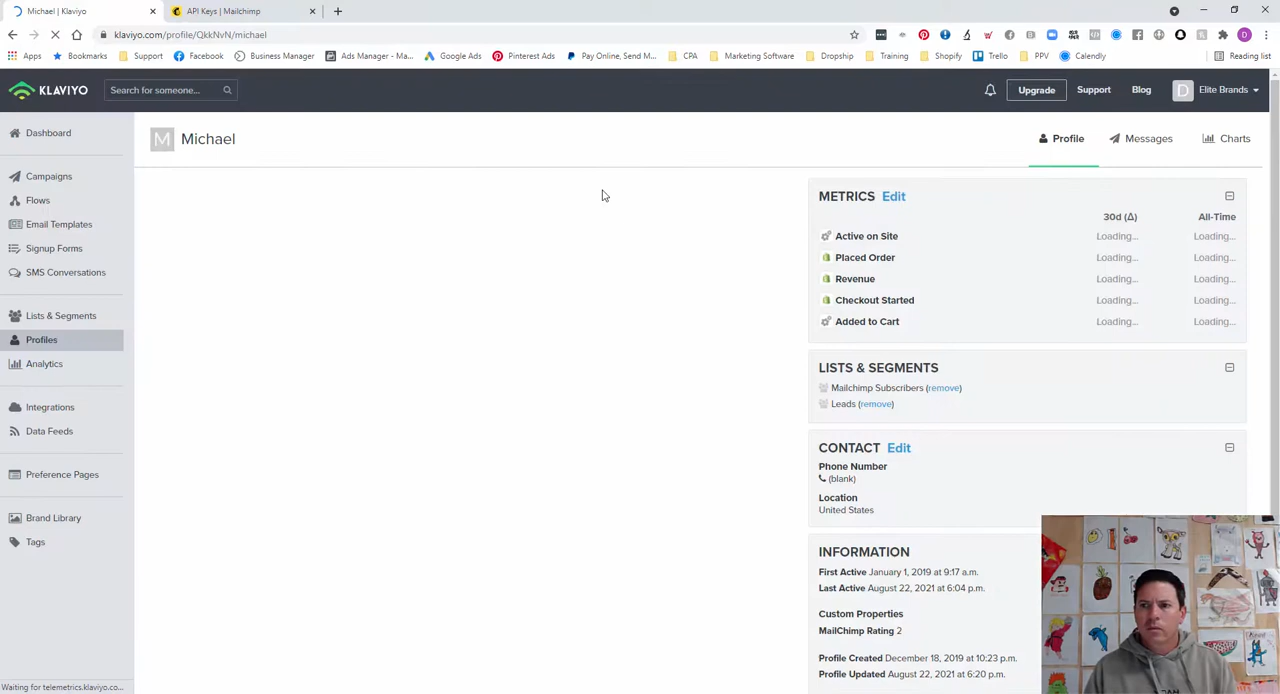 Michael | Klaviyo
API Keys | Mailchimp
klaviyo.com/profile/QkkNvN/michael
Apps
Bookmarks
Support
Facebook
Business Manager
Ads Manager - Ma...
Google Ads
Pinterest Ads
Pay Online, Send M...
CPA
Marketing Software
Dropship
Training
Shopify
Trello
PPV
Calendly
Reading list
KLAVIYO
Search for someone...
Upgrade
Support
Blog
D
Elite Brands
Dashboard
Campaigns
Flows
Email Templates
Signup Forms
SMS Conversations
Lists & Segments
Profiles
Analytics
Integrations
Data Feeds
Preference Pages
Brand Library
Tags
M Michael
Profile
Messages
Charts
METRICS Edit
30d (Δ) All-Time
Active on Site Loading... Loading...
Placed Order Loading... Loading...
Revenue Loading... Loading...
Checkout Started Loading... Loading...
Added to Cart Loading... Loading...
LISTS & SEGMENTS
Mailchimp Subscribers (remove)
Leads (remove)
CONTACT Edit
Phone Number
(blank)
Location
United States
INFORMATION
First Active January 1, 2019 at 9:17 a.m.
Last Active August 22, 2021 at 6:04 p.m.
Custom Properties
MailChimp Rating 2
Profile Created December 18, 2019 at 10:23 p.m.
Profile Updated August 22, 2021 at 6:20 p.m.
Waiting for telemetrics.klaviyo.co...